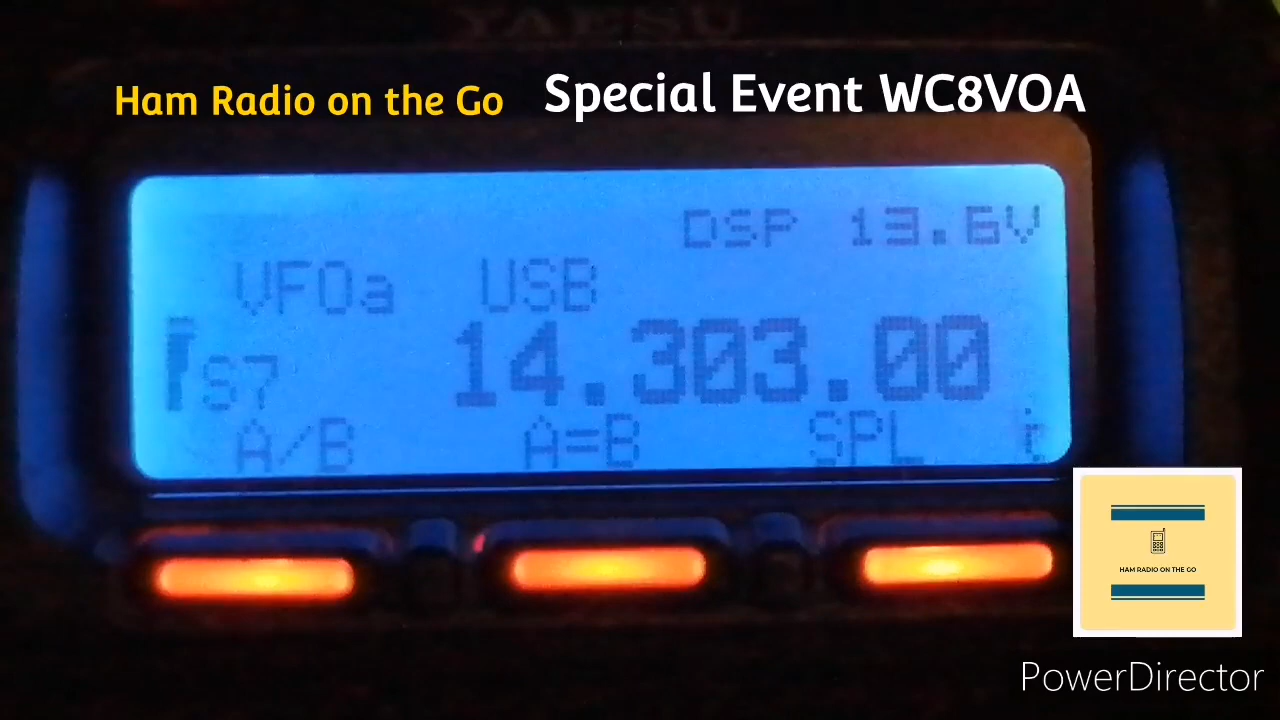 YAESU
Ham Radio on the Go
Special Event WC8VOA
DSP 13.6V
VFOa USB
S7 14.303.00
A/B A=B SPL
HAM RADIO ON THE GO
PowerDirector